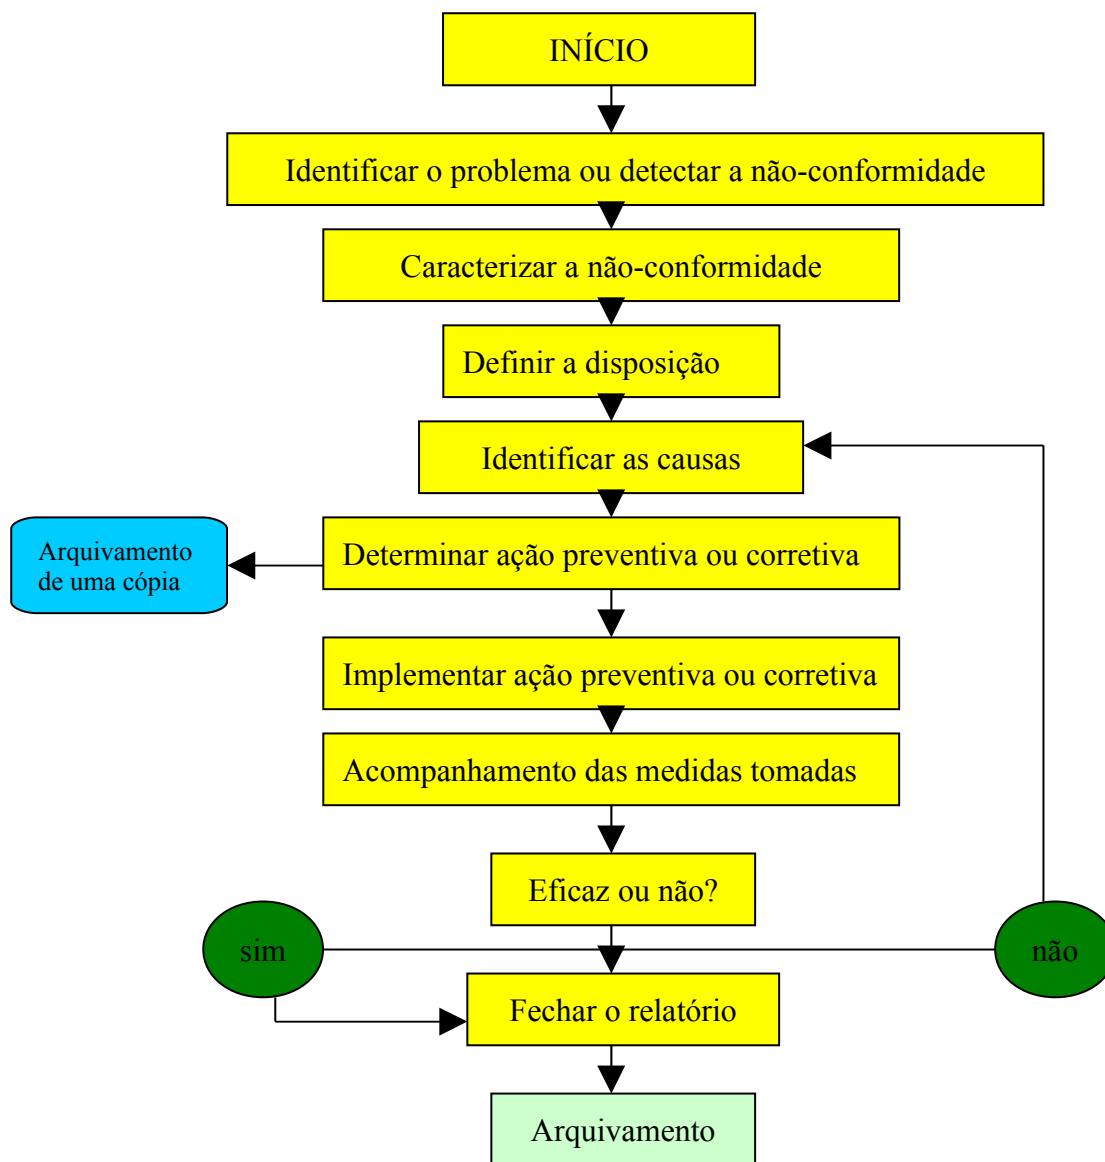 INÍCIO
Identificar o problema ou detectar a não-conformidade
Caracterizar a não-conformidade
Definir a disposição
Identificar as causas
Arquivamento
de uma cópia
Determinar ação preventiva ou corretiva
Implementar ação preventiva ou corretiva
Acompanhamento das medidas tomadas
Eficaz ou não?
sim
não
Fechar o relatório
Arquivamento